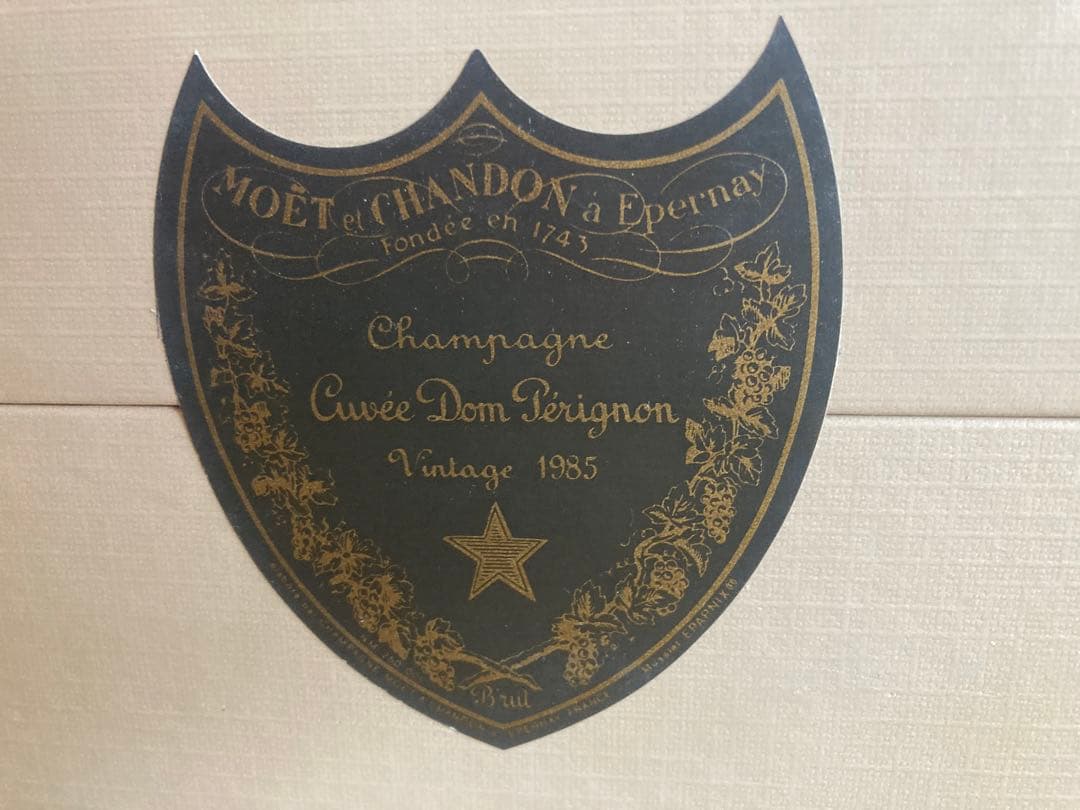 MOËT et CHANDON à Epernay
Fondée en 1743
Champagne
Cuvée Dom Pérignon
Vintage 1985
Brut